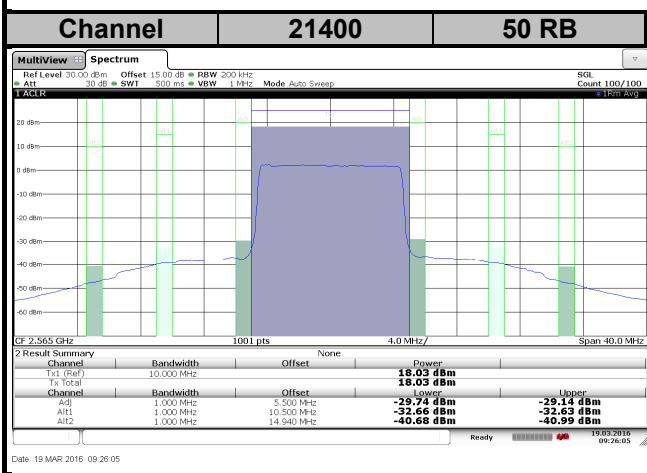 Channel 21400 50 RB
MultiView Spectrum
Ref Level 30.00 dBm Offset 15.00 dB RBW 200 kHz SGL
Att 30 dB SWT 500 ms VBW 1 MHz Mode Auto Sweep Count 100/100
1 ACLR 1Rm Avg
20 dBm
10 dBm
0 dBm
-10 dBm
-20 dBm
-30 dBm
-40 dBm
-50 dBm
-60 dBm
CF 2.565 GHz 1001 pts 4.0 MHz/ Span 40.0 MHz
2 Result Summary None
Channel Bandwidth Offset Power
Tx1 (Ref) 10.000 MHz 18.03 dBm
Tx Total 18.03 dBm
Channel Bandwidth Offset Lower Upper
Adj 1.000 MHz 5.500 MHz -29.74 dBm -29.14 dBm
Alt1 1.000 MHz 10.500 MHz -32.66 dBm -32.63 dBm
Alt2 1.000 MHz 14.940 MHz -40.68 dBm -40.99 dBm
Ready 19.03.2016
09:26:05
Date: 19.MAR.2016 09:26:05